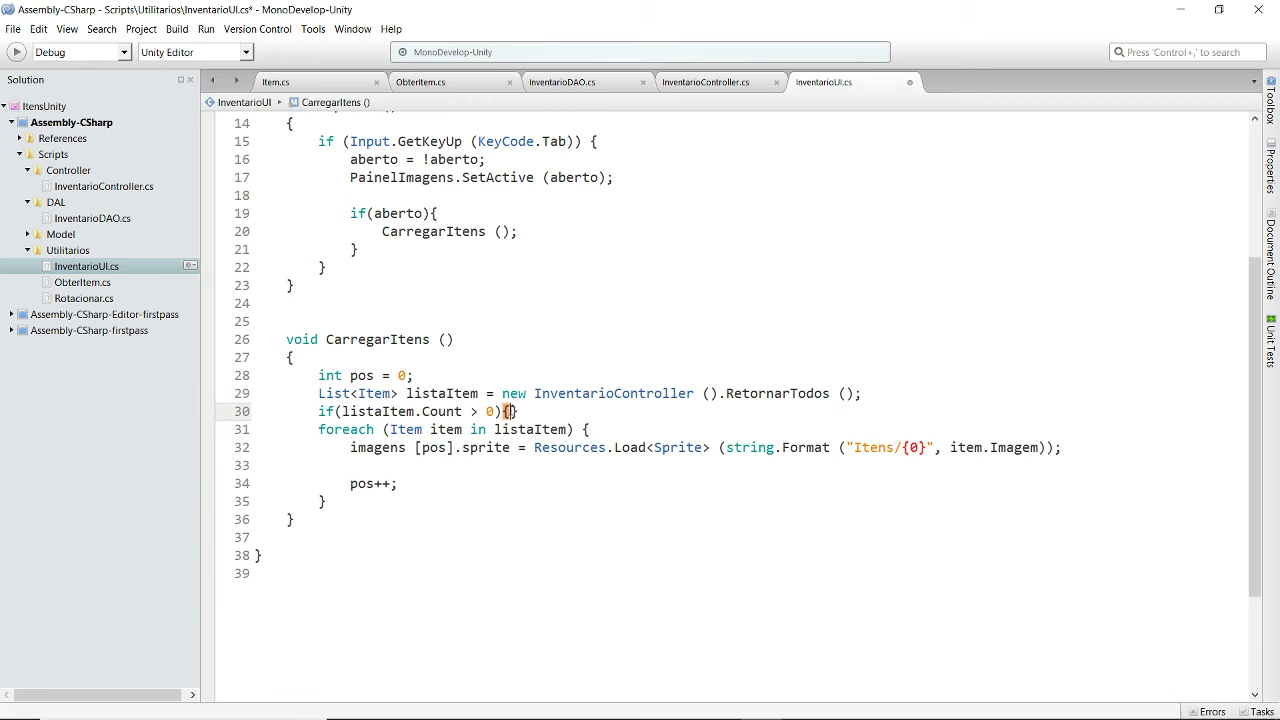 Assembly-CSharp - Scripts\Utilitarios\InventarioUI.cs* - MonoDevelop-Unity
File Edit View Search Project Build Run Version Control Tools Window Help
Debug Unity Editor MonoDevelop-Unity Press 'Control+,' to search
Solution
Item.cs ObterItem.cs InventarioDAO.cs InventarioController.cs InventarioUI.cs
InventarioUI CarregarItens ()
ItensUnity
Assembly-CSharp
References
Scripts
Controller
InventarioController.cs
DAL
InventarioDAO.cs
Model
Utilitarios
InventarioUI.cs
ObterItem.cs
Rotacionar.cs
Assembly-CSharp-Editor-firstpass
Assembly-CSharp-firstpass
14 {
15 if (Input.GetKeyUp (KeyCode.Tab)) {
16 aberto = !aberto;
17 PainelImagens.SetActive (aberto);
18
19 if(aberto){
20 CarregarItens ();
21 }
22 }
23 }
24
25
26 void CarregarItens ()
27 {
28 int pos = 0;
29 List<Item> listaItem = new InventarioController ().RetornarTodos ();
30 if(listaItem.Count > 0){}
31 foreach (Item item in listaItem) {
32 imagens [pos].sprite = Resources.Load<Sprite> (string.Format ("Itens/{0}", item.Imagem));
33
34 pos++;
35 }
36 }
37
38 }
39
Toolbox
Properties
Document Outline
Unit Tests
Errors Tasks